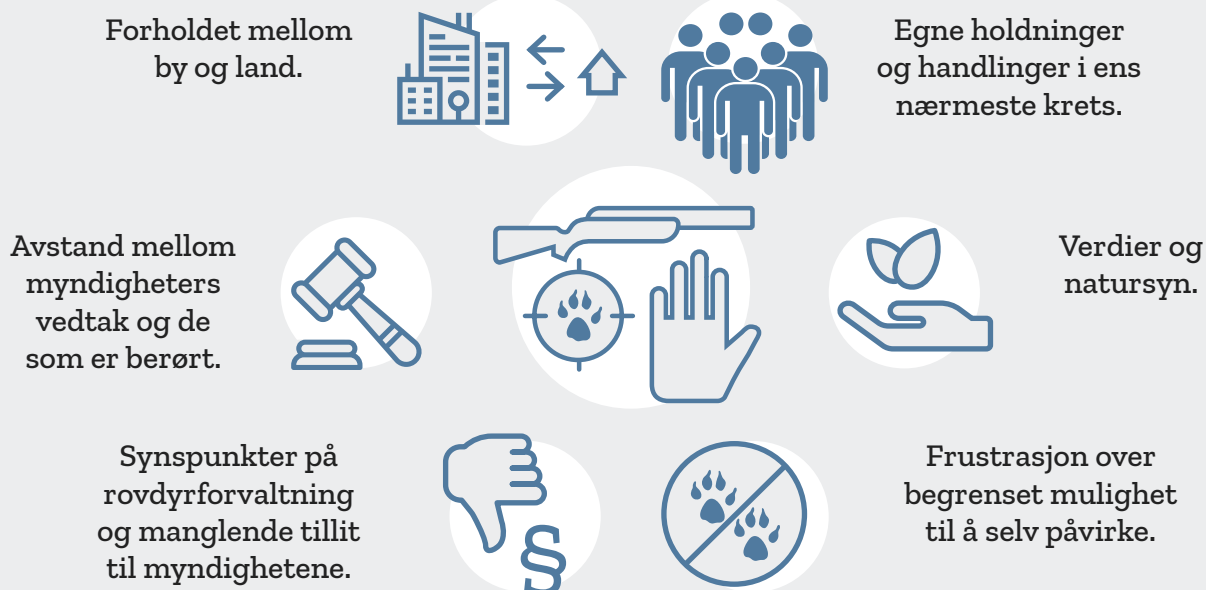 Forholdet mellom
by og land.
Egne holdninger
og handlinger i ens
nærmeste krets.
Avstand mellom
myndigheters
vedtak og de
som er berørt.
Verdier og
natursyn.
Synspunkter på
rovdyrforvaltning
og manglende tillit
til myndighetene.
§
Frustrasjon over
begrenset mulighet
til å selv påvirke.